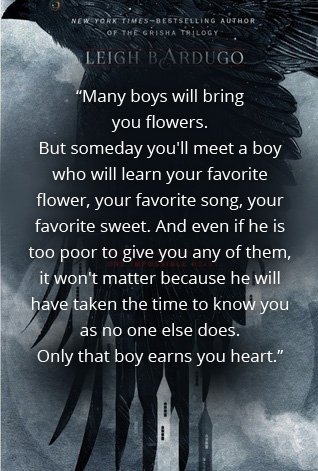 NEW YORK TIMES–BESTSELLING AUTHOR
OF THE GRISHA TRILOGY
LEIGH BARDUGO
“Many boys will bring
you flowers.
But someday you'll meet a boy
who will learn your favorite
flower, your favorite song, your
favorite sweet. And even if he is
too poor to give you any of them,
it won't matter because he will
have taken the time to know you
as no one else does.
Only that boy earns you heart.”